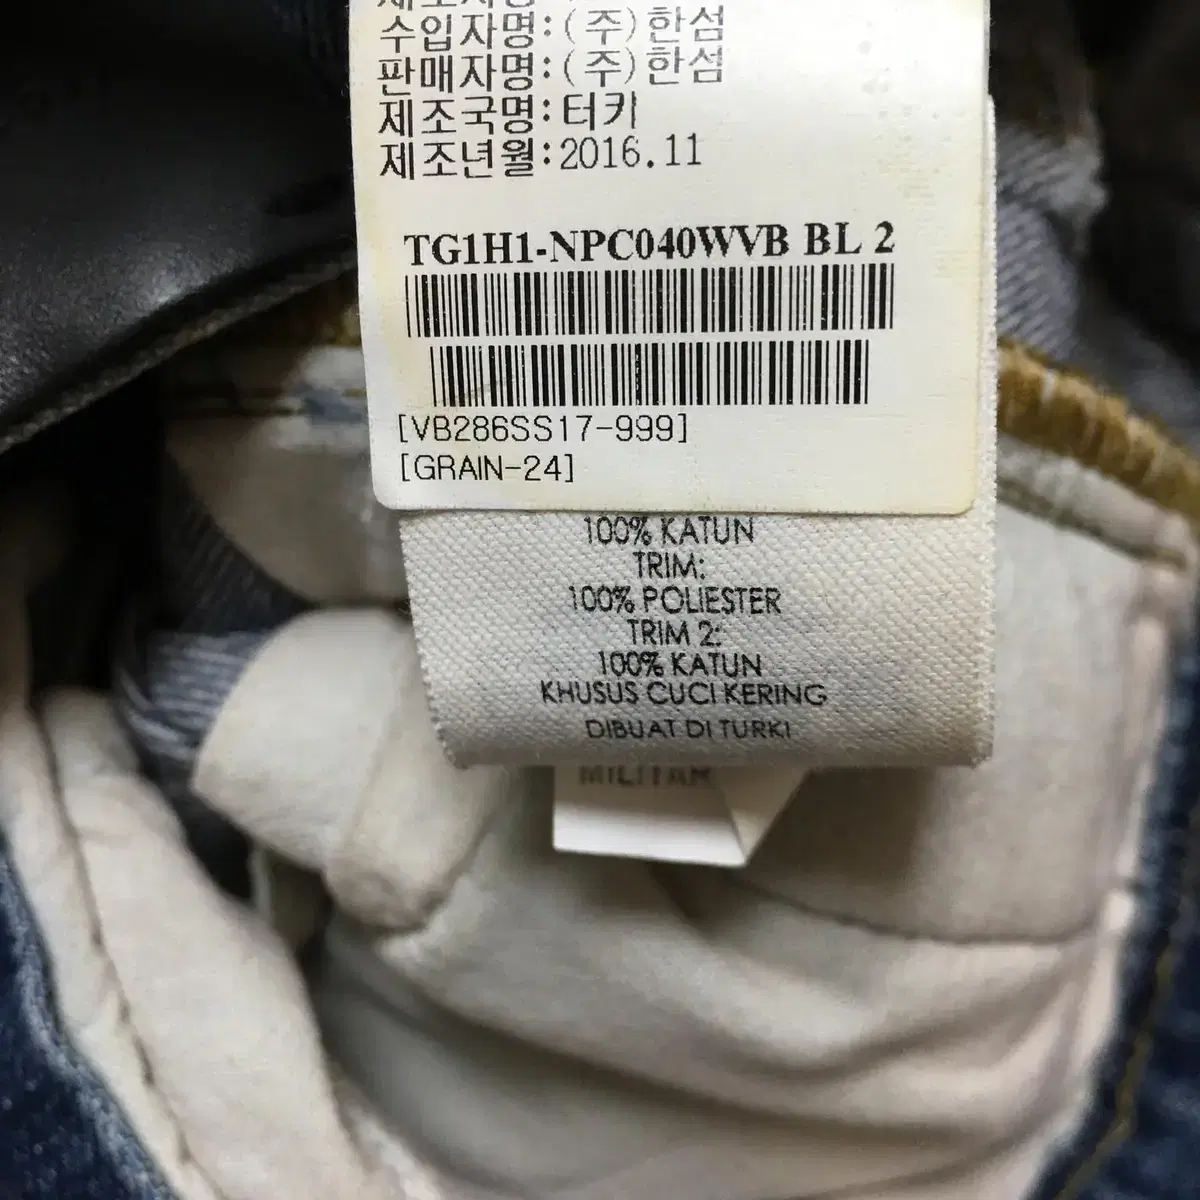 수입자명:(주)한섬
판매자명:(주)한섬
제조국명:터키
제조년월:2016.11
TG1H1-NPC040WVB BL 2
[VB286SS17-999]
[GRAIN-24]
100% KATUN
TRIM:
100% POLIESTER
TRIM 2:
100% KATUN
KHUSUS CUCI KERING
DIBUAT DI TURKI
MILITAR